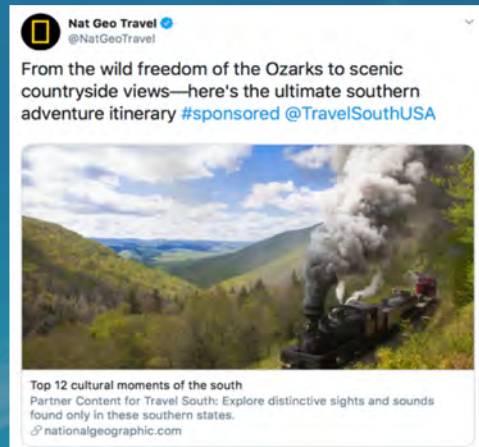 Nat Geo Travel
@NatGeoTravel
From the wild freedom of the Ozarks to scenic
countryside views—here's the ultimate southern
adventure itinerary #sponsored @TravelSouthUSA
Top 12 cultural moments of the south
Partner Content for Travel South: Explore distinctive sights and sounds
found only in these southern states.
nationalgeographic.com